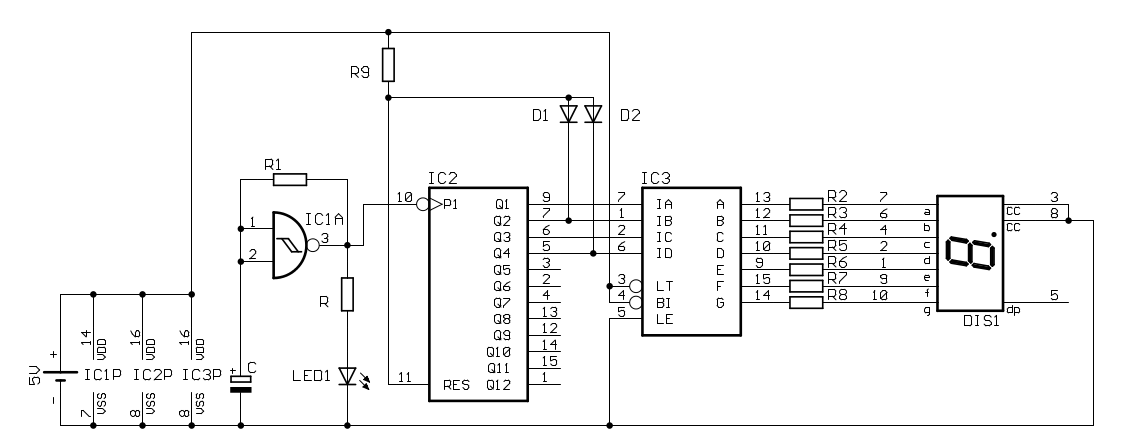 R9
D1 D2
R1
IC2
IC3
10 P1 Q1 9 7 IA A 13 R2 7 a 3
Q2 7 1 IB B 12 R3 6 b CC 8
IC1A
1
3
Q3 6 2 IC C 11 R4 4 c CC
2
Q4 5 6 ID D 10 R5 2 d
Q5 3 E 9 R6 1 e
Q6 2 3 LT F 15 R7 9 f
R
Q7 4 4 BI G 14 R8 10 g dp 5
Q8 13 5 LE
DIS1
Q9 12
14 16 16
VDD VDD VDD
Q10 14
Q11 15
5V + IC1P IC2P IC3P + C LED1
11 RES Q12 1
-
7 8 8
VSS VSS VSS